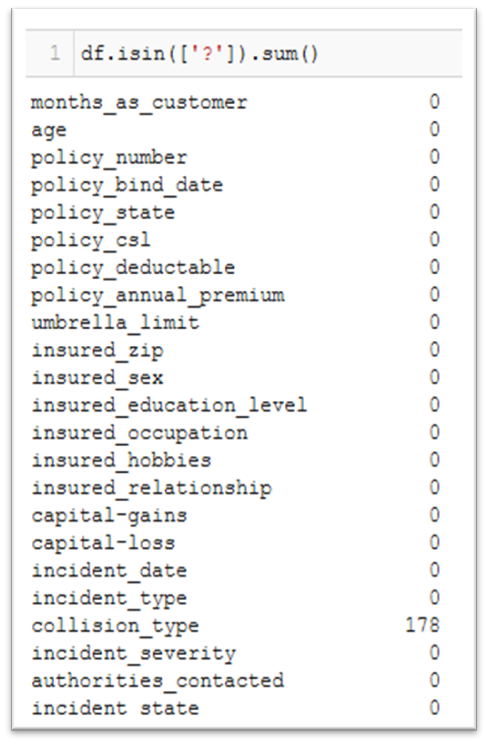 1 df.isin(['?']).sum()
months_as_customer 0
age 0
policy_number 0
policy_bind_date 0
policy_state 0
policy_csl 0
policy_deductable 0
policy_annual_premium 0
umbrella_limit 0
insured_zip 0
insured_sex 0
insured_education_level 0
insured_occupation 0
insured_hobbies 0
insured_relationship 0
capital-gains 0
capital-loss 0
incident_date 0
incident_type 0
collision_type 178
incident_severity 0
authorities_contacted 0
incident state 0